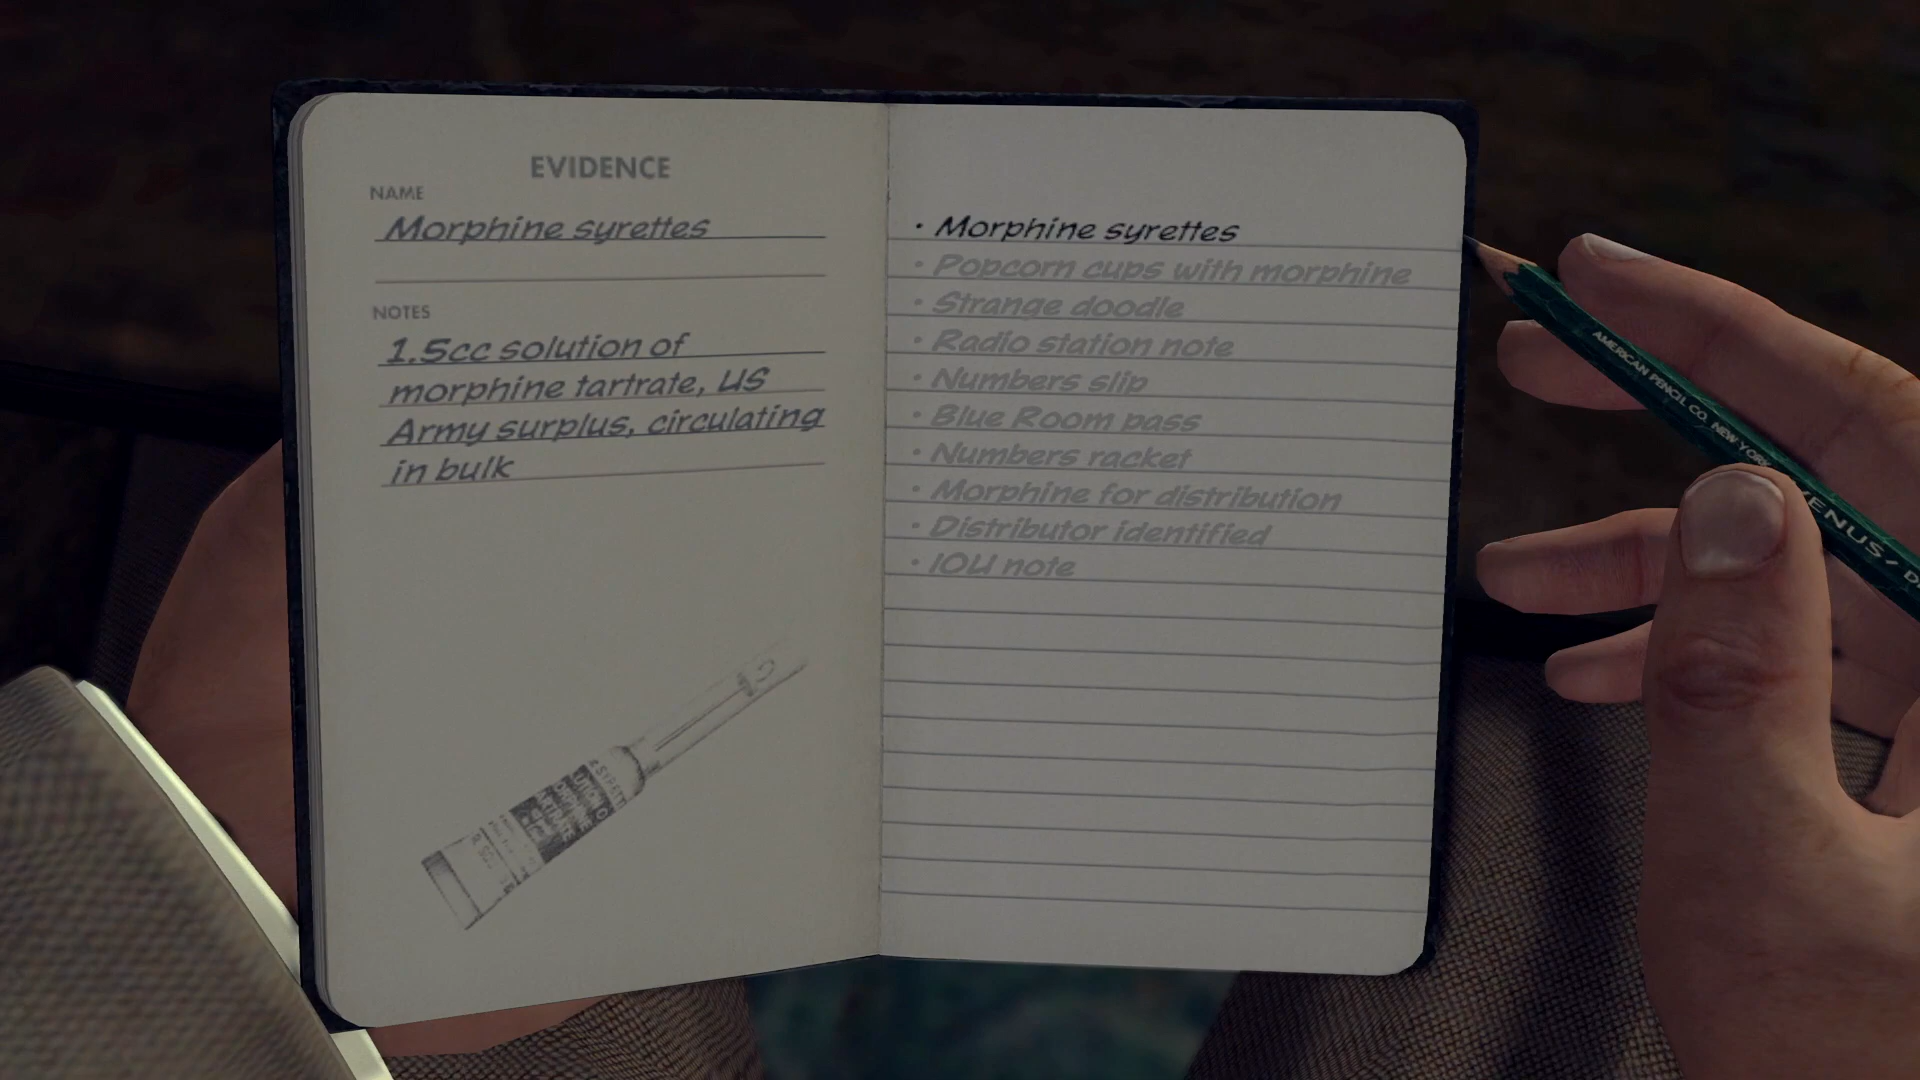 EVIDENCE
NAME
Morphine syrettes
NOTES
1.5cc solution of
morphine tartrate, US
Army surplus, circulating
in bulk
• Morphine syrettes
• Popcorn cups with morphine
• Strange doodle
• Radio station note
• Numbers slip
• Blue Room pass
• Numbers racket
• Morphine for distribution
• Distributor identified
• IOU note
AMERICAN PENCIL CO. NEW YORK
VENUS